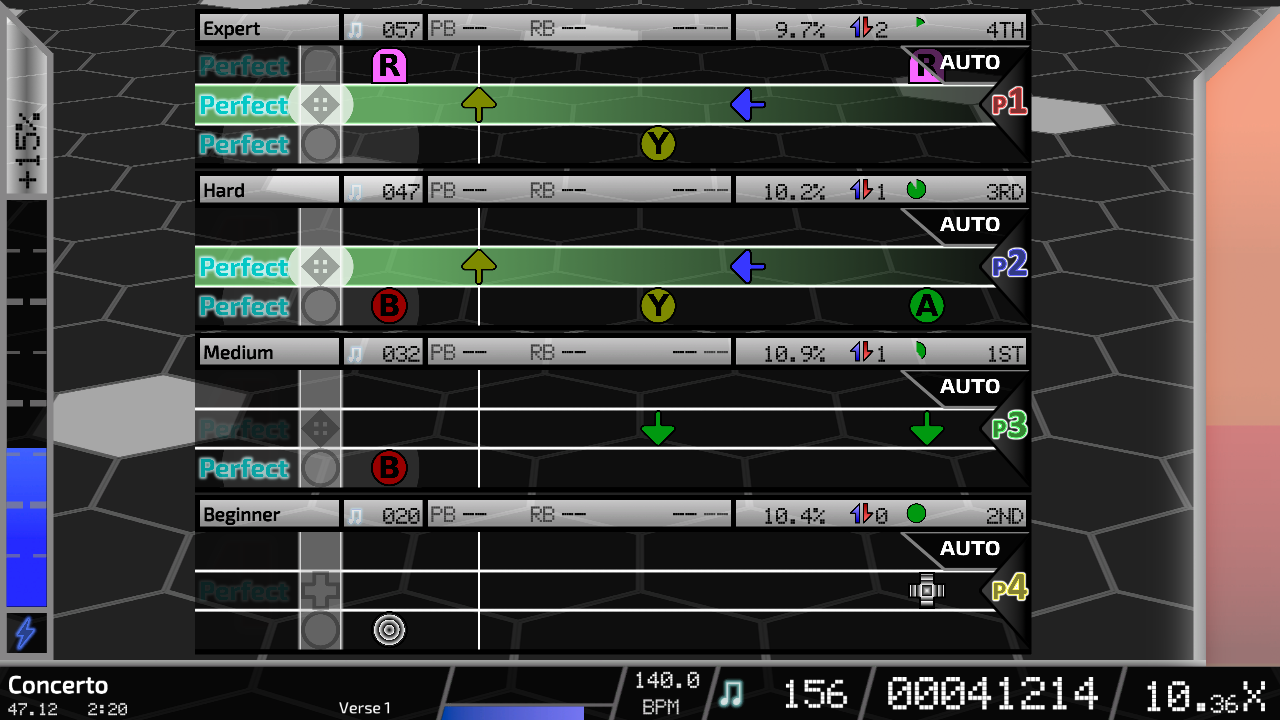 Expert 057 PB --- RB --- --- --- 9.7% 2 4TH
Perfect R R AUTO
Perfect P1
Perfect Y
Hard 047 PB --- RB --- --- --- 10.2% 1 3RD
AUTO
Perfect P2
Perfect B Y A
Medium 032 PB --- RB --- --- --- 10.9% 1 1ST
AUTO
Perfect P3
Perfect B
Beginner 020 PB --- RB --- --- --- 10.4% 0 2ND
AUTO
Perfect P4
+15%
Concerto
47.12 2:20
Verse 1
140.0
BPM
156
00041214
10.36X